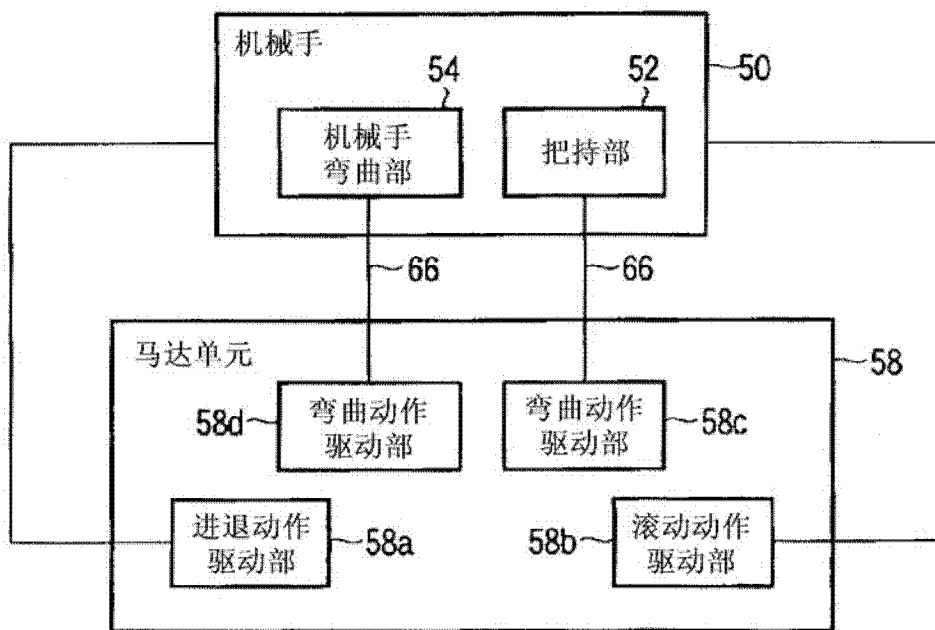 机械手
50
54
52
机械手
弯曲部
把持部
66
66
马达单元
58
58d
弯曲动作
驱动部
弯曲动作
驱动部
58c
进退动作
驱动部
58a
58b
滚动动作
驱动部